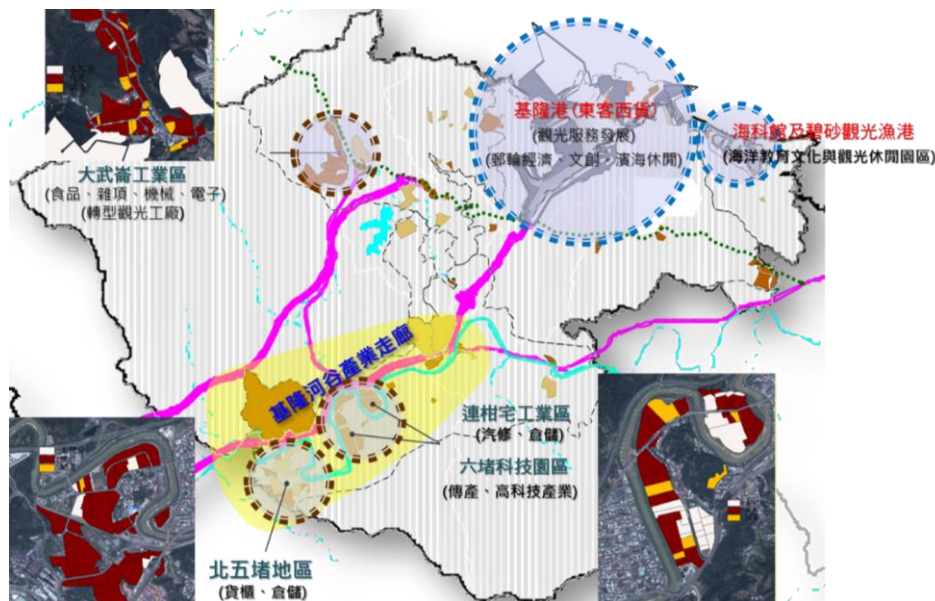 大武崙工業區
(食品、雜項、機械、電子)
(轉型觀光工廠)
基隆港(東客西貨)
(觀光服務發展)
(郵輪經濟、文創、濱海休閒)
海科館及碧砂觀光漁港
(海洋教育文化與觀光休閒園區)
基隆河谷產業走廊
連柑宅工業區
(汽修、倉儲)
六堵科技園區
(傳產、高科技產業)
北五堵地區
(貨櫃、倉儲)